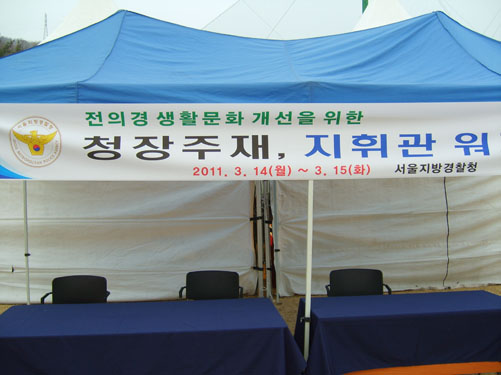 전의경 생활문화 개선을 위한
청장주재, 지휘관 워
2011. 3. 14(월) ~ 3. 15(화)
서울지방경찰청